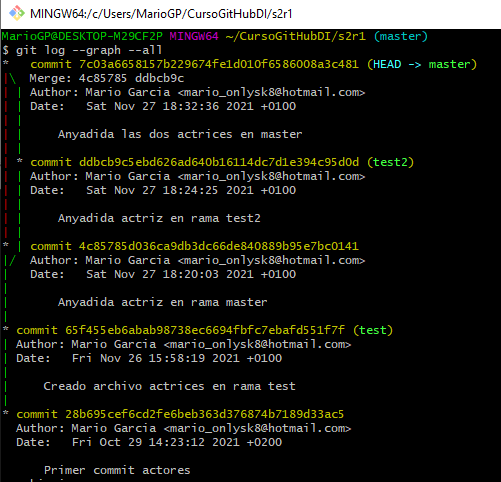 MINGW64:/c/Users/MarioGP/CursoGitHubDI/s2r1
MarioGP@DESKTOP-M29CF2P MINGW64 ~/CursoGitHubDI/s2r1 (master)
$ git log --graph --all
*   commit 7c03a6658157b229674fe1d010f6586008a3c481 (HEAD -> master)
|\  Merge: 4c85785 ddbcb9c
| | Author: Mario Garcia <mario_onlysk8@hotmail.com>
| | Date:   Sat Nov 27 18:32:36 2021 +0100
| |
| |     Anyadida las dos actrices en master
| |
| * commit ddbcb9c5ebd626ad640b16114dc7d1e394c95d0d (test2)
| | Author: Mario Garcia <mario_onlysk8@hotmail.com>
| | Date:   Sat Nov 27 18:24:25 2021 +0100
| |
| |     Anyadida actriz en rama test2
| |
* | commit 4c85785d036ca9db3dc66de840889b95e7bc0141
|/  Author: Mario Garcia <mario_onlysk8@hotmail.com>
|   Date:   Sat Nov 27 18:20:03 2021 +0100
|
|       Anyadida actriz en rama master
|
* commit 65f455eb6abab98738ec6694fbfc7ebafd551f7f (test)
| Author: Mario Garcia <mario_onlysk8@hotmail.com>
| Date:   Fri Nov 26 15:58:19 2021 +0100
|
|     Creado archivo actrices en rama test
|
* commit 28b695cef6cd2fe6beb363d376874b7189d33ac5
  Author: Mario Garcia <mario_onlysk8@hotmail.com>
  Date:   Fri Oct 29 14:23:12 2021 +0200

      Primer commit actores